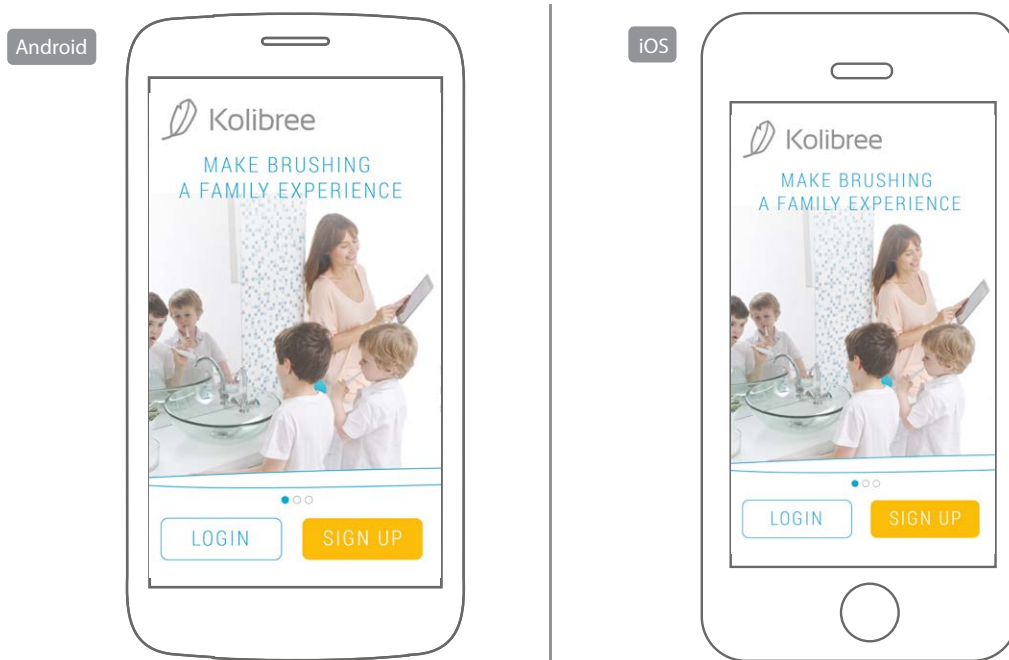 Android
Kolibree
MAKE BRUSHING
A FAMILY EXPERIENCE
LOGIN
SIGN UP
iOS
Kolibree
MAKE BRUSHING
A FAMILY EXPERIENCE
LOGIN
SIGN UP